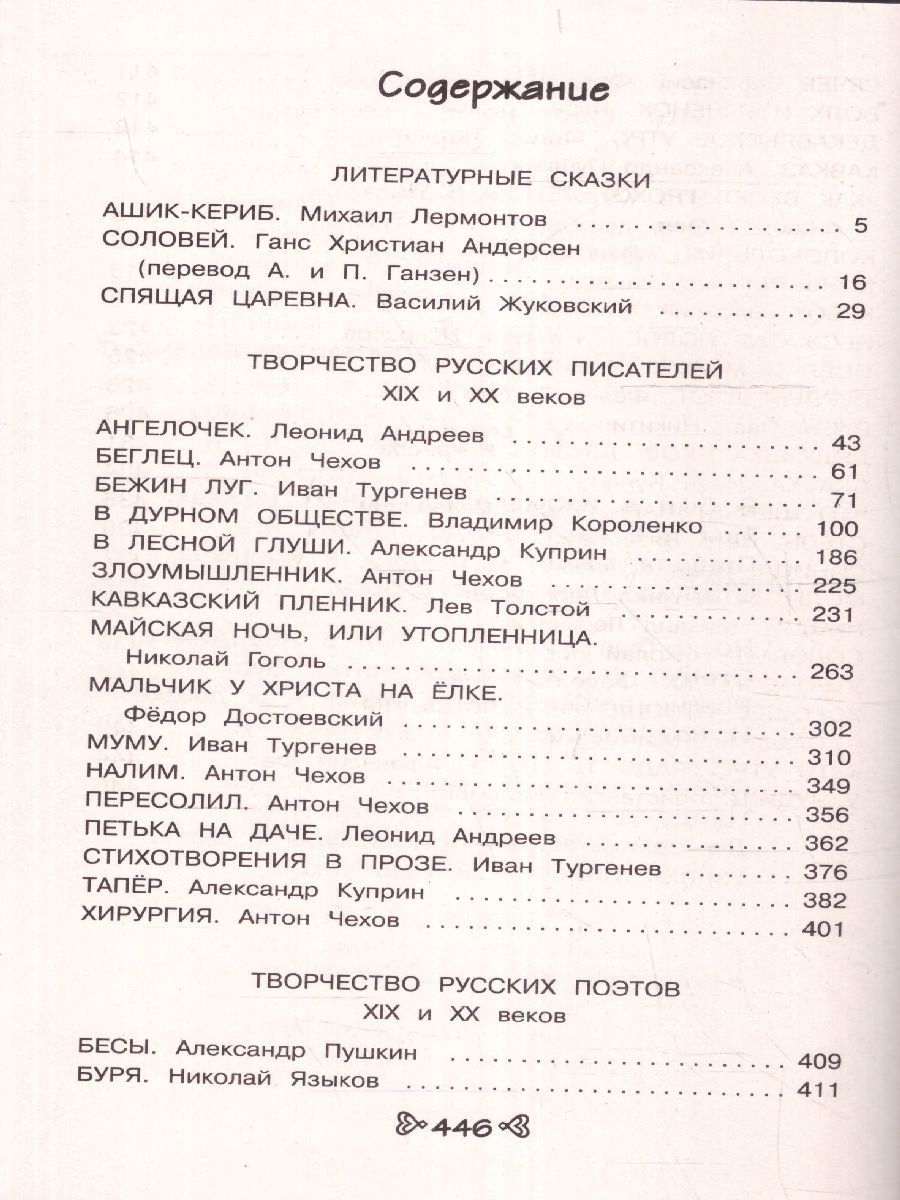 Содержание
ЛИТЕРАТУРНЫЕ СКАЗКИ
АШИК-КЕРИБ. Михаил Лермонтов .................... 5
СОЛОВЕЙ. Ганс Христиан Андерсен
(перевод А. и П. Ганзен) ........................ 16
СПЯЩАЯ ЦАРЕВНА. Василий Жуковский ............ 29
ТВОРЧЕСТВО РУССКИХ ПИСАТЕЛЕЙ
XIX и XX веков
АНГЕЛОЧЕК. Леонид Андреев ...................... 43
БЕГЛЕЦ. Антон Чехов ............................. 61
БЕЖИН ЛУГ. Иван Тургенев ....................... 71
В ДУРНОМ ОБЩЕСТВЕ. Владимир Короленко ........ 100
В ЛЕСНОЙ ГЛУШИ. Александр Куприн .............. 186
ЗЛОУМЫШЛЕННИК. Антон Чехов .................. 225
КАВКАЗСКИЙ ПЛЕННИК. Лев Толстой .............. 231
МАЙСКАЯ НОЧЬ, ИЛИ УТОПЛЕННИЦА.
Николай Гоголь ................................ 263
МАЛЬЧИК У ХРИСТА НА ЁЛКЕ.
Фёдор Достоевский ............................ 302
МУМУ. Иван Тургенев ............................ 310
НАЛИМ. Антон Чехов ............................ 349
ПЕРЕСОЛИЛ. Антон Чехов ........................ 356
ПЕТЬКА НА ДАЧЕ. Леонид Андреев ................ 362
СТИХОТВОРЕНИЯ В ПРОЗЕ. Иван Тургенев .......... 376
ТАПЁР. Александр Куприн ........................ 382
ХИРУРГИЯ. Антон Чехов .......................... 401
ТВОРЧЕСТВО РУССКИХ ПОЭТОВ
XIX и XX веков
БЕСЫ. Александр Пушкин ........................ 409
БУРЯ. Николай Языков ............................ 411
446